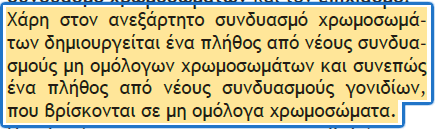 Χάρη στον ανεξάρτητο συνδυασμό χρωμοσωμά-
των δημιουργείται ένα πλήθος από νέους συνδυα-
σμούς μη ομόλογων χρωμοσωμάτων και συνεπώς
ένα πλήθος από νέους συνδυασμούς γονιδίων,
που βρίσκονται σε μη ομόλογα χρωμοσώματα.